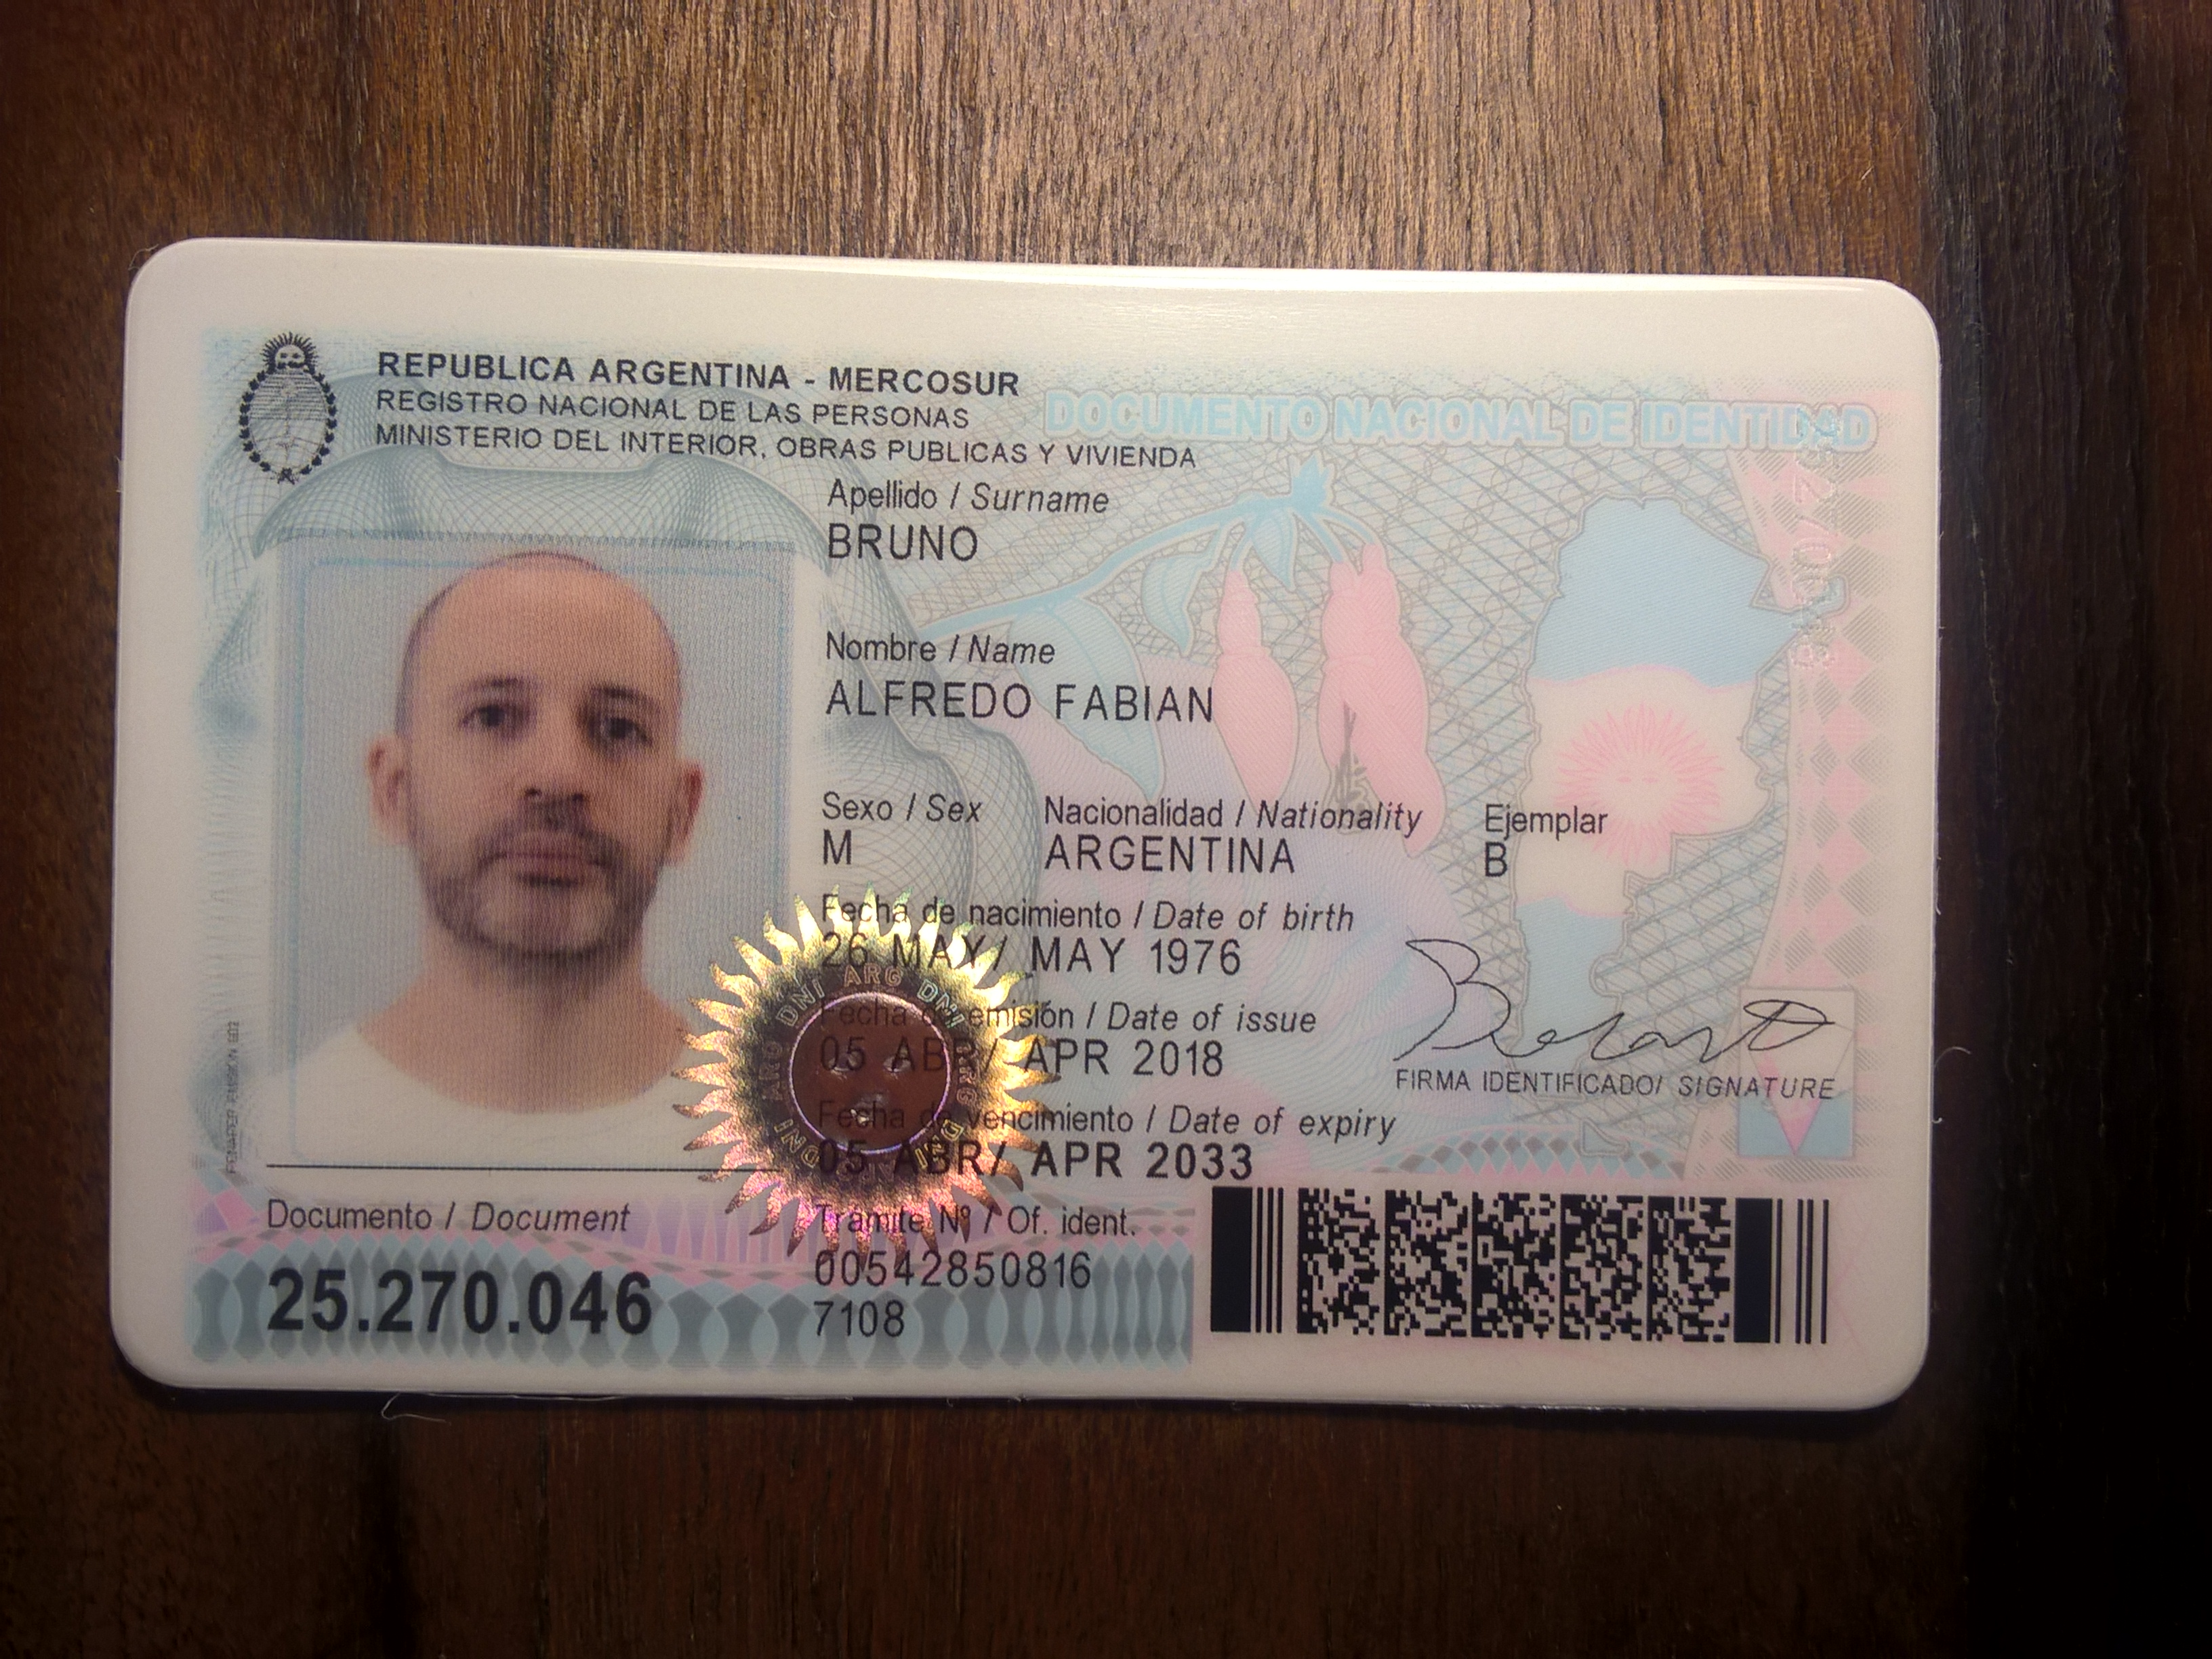 REPUBLICA ARGENTINA - MERCOSUR
REGISTRO NACIONAL DE LAS PERSONAS
MINISTERIO DEL INTERIOR, OBRAS PUBLICAS Y VIVIENDA
DOCUMENTO NACIONAL DE IDENTIDAD
Apellido / Surname
BRUNO
Nombre / Name
ALFREDO FABIAN
Sexo / Sex Nacionalidad / Nationality Ejemplar
M ARGENTINA B
Fecha de nacimiento / Date of birth
26 MAY/ MAY 1976
Fecha de emisión / Date of issue
05 ABR/ APR 2018
FIRMA IDENTIFICADO/ SIGNATURE
Fecha de vencimiento / Date of expiry
05 ABR/ APR 2033
Documento / Document
25.270.046
Trámite Nº / Of. ident.
00542850816
7108
ARG DNI ARG DNI ARG DNI